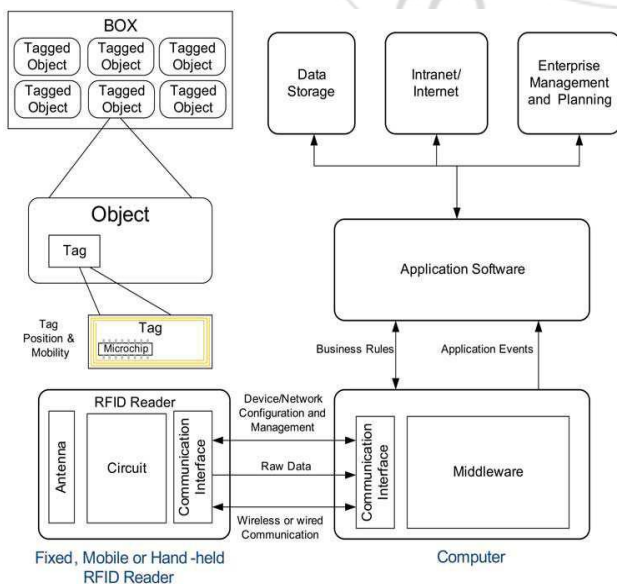 BOX
Tagged
Object
Tagged
Object
Tagged
Object
Tagged
Object
Tagged
Object
Tagged
Object
Object
Tag
Tag
Position &
Mobility
Tag
Microchip
RFID Reader
Antenna
Circuit
Communication
Interface
Fixed, Mobile or Hand -held
RFID Reader
Data
Storage
Intranet/
Internet
Enterprise
Management
and Planning
Application Software
Business Rules
Application Events
Device/Network
Configuration and
Management
Raw Data
Wireless or wired
Communication
Communication
Interface
Middleware
Computer